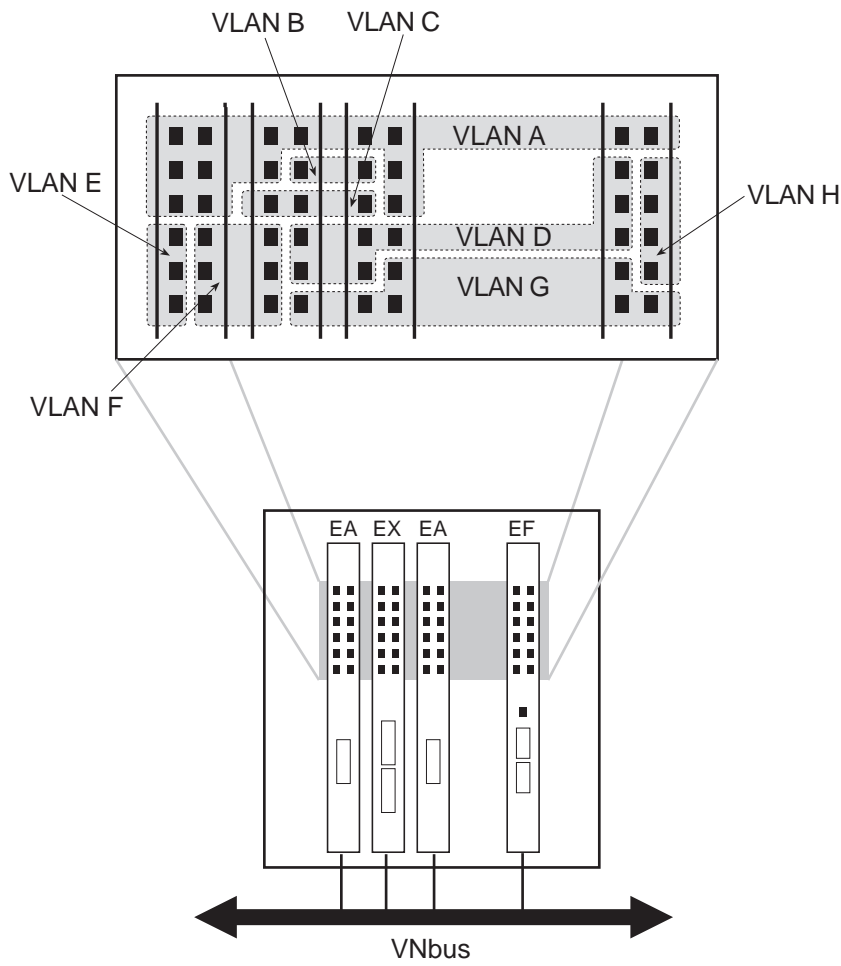 VLAN B
VLAN C
VLAN A
VLAN E
VLAN H
VLAN D
VLAN G
VLAN F
EA EX EA EF
VNbus